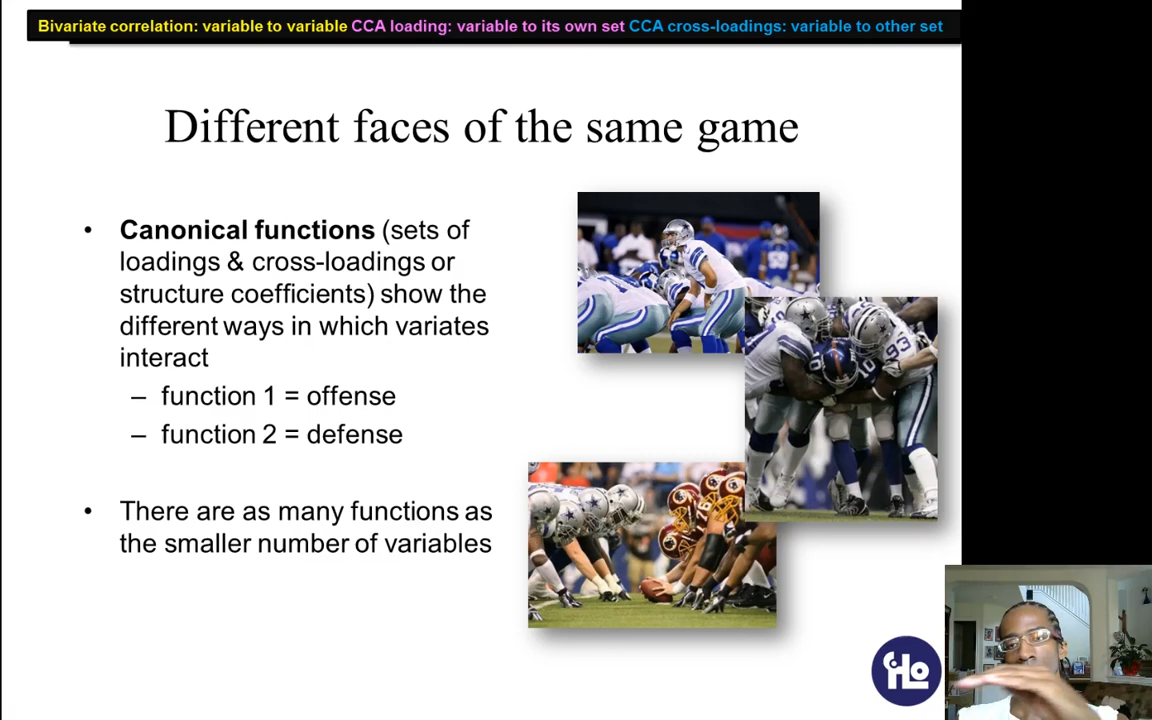 Bivariate correlation: variable to variable CCA loading: variable to its own set CCA cross-loadings: variable to other set
Different faces of the same game
• Canonical functions (sets of
loadings & cross-loadings or
structure coefficients) show the
different ways in which variates
interact
– function 1 = offense
– function 2 = defense
• There are as many functions as
the smaller number of variables
93
10
76